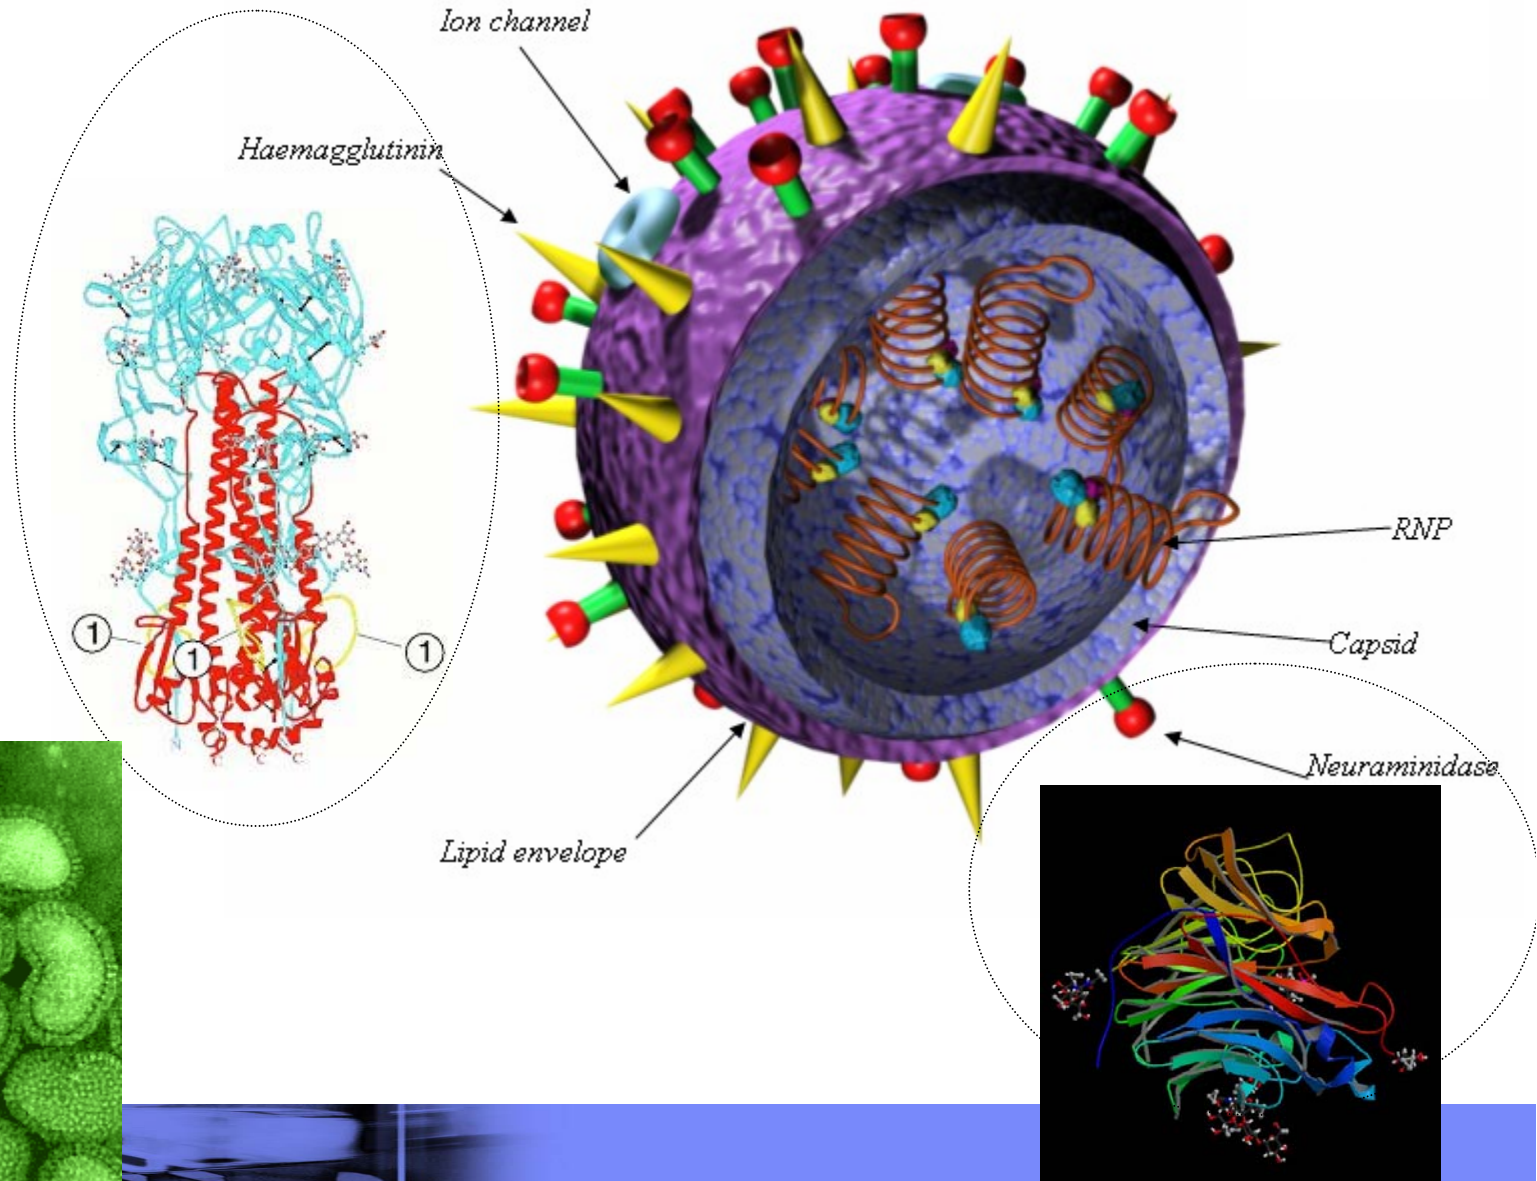 Ion channel
Haemagglutinin
1
1
1
N
C
C
C
RNP
Capsid
Neuraminidase
Lipid envelope